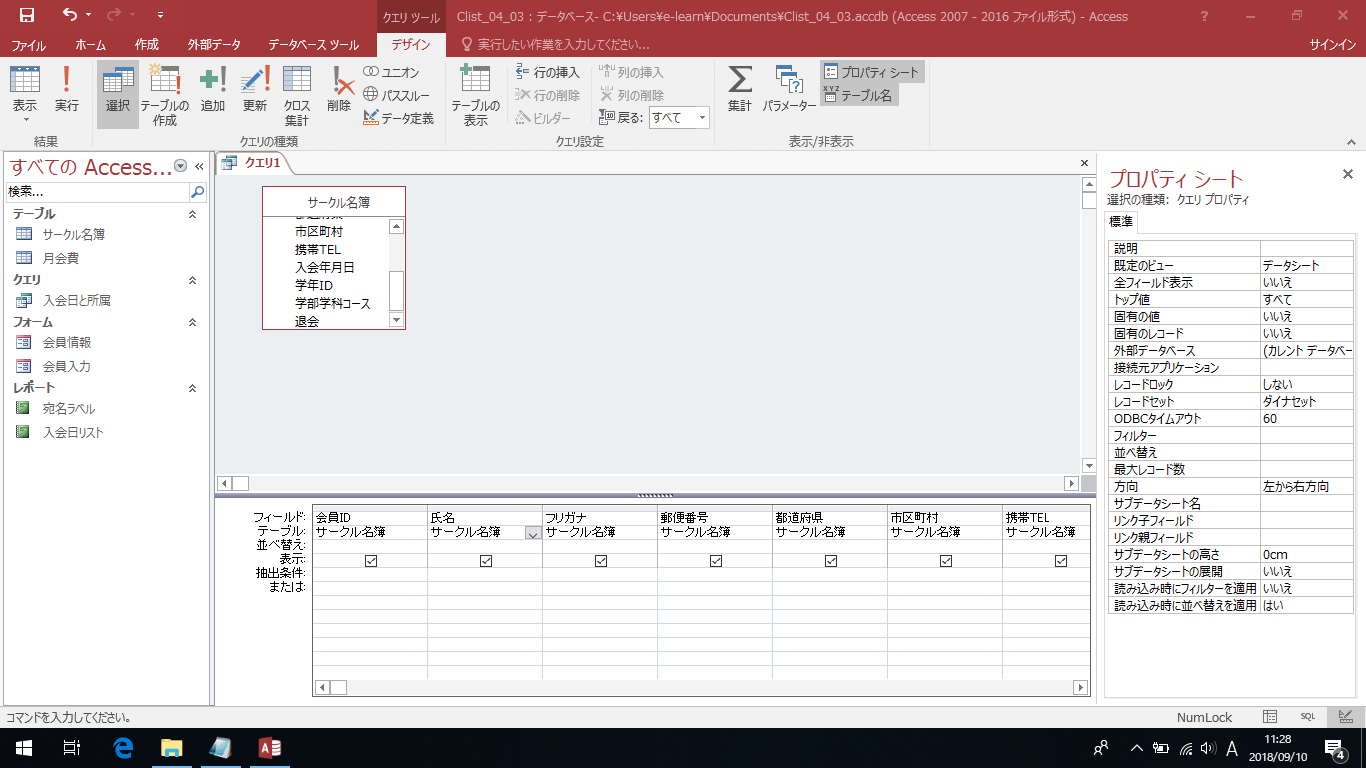 クエリ ツール
Clist_04_03 : データベース- C:¥Users¥e-learn¥Documents¥Clist_04_03.accdb (Access 2007 - 2016 ファイル形式) - Access
?
ファイル ホーム 作成 外部データ データベース ツール デザイン 実行したい作業を入力してください... サインイン
表示 実行
結果
選択 テーブルの作成 追加 更新 クロス集計 削除
ユニオン
パススルー
データ定義
クエリの種類
テーブルの表示
行の挿入
行の削除
ビルダー
列の挿入
列の削除
戻る: すべて
クエリ設定
集計 パラメーター
プロパティ シート
XYZ テーブル名
表示/非表示
すべての Access...
検索...
テーブル
サークル名簿
月会費
クエリ
入会日と所属
フォーム
会員情報
会員入力
レポート
宛名ラベル
入会日リスト
クエリ1
サークル名簿
都道府県
市区町村
携帯TEL
入会年月日
学年ID
学部学科コース
退会
フィールド: 会員ID 氏名 フリガナ 郵便番号 都道府県 市区町村 携帯TEL
テーブル: サークル名簿 サークル名簿 サークル名簿 サークル名簿 サークル名簿 サークル名簿 サークル名簿
並べ替え:
表示:
抽出条件:
または:
プロパティ シート
選択の種類: クエリ プロパティ
標準
説明
既定のビュー データシート
全フィールド表示 いいえ
トップ値 すべて
固有の値 いいえ
固有のレコード いいえ
外部データベース (カレント データベー
接続元アプリケーション
レコードロック しない
レコードセット ダイナセット
ODBCタイムアウト 60
フィルター
並べ替え
最大レコード数
方向 左から右方向
サブデータシート名
リンク子フィールド
リンク親フィールド
サブデータシートの高さ 0cm
サブデータシートの展開 いいえ
読み込み時にフィルターを適用 いいえ
読み込み時に並べ替えを適用 はい
コマンドを入力してください。
NumLock
SQL
A
11:28
2018/09/10
4